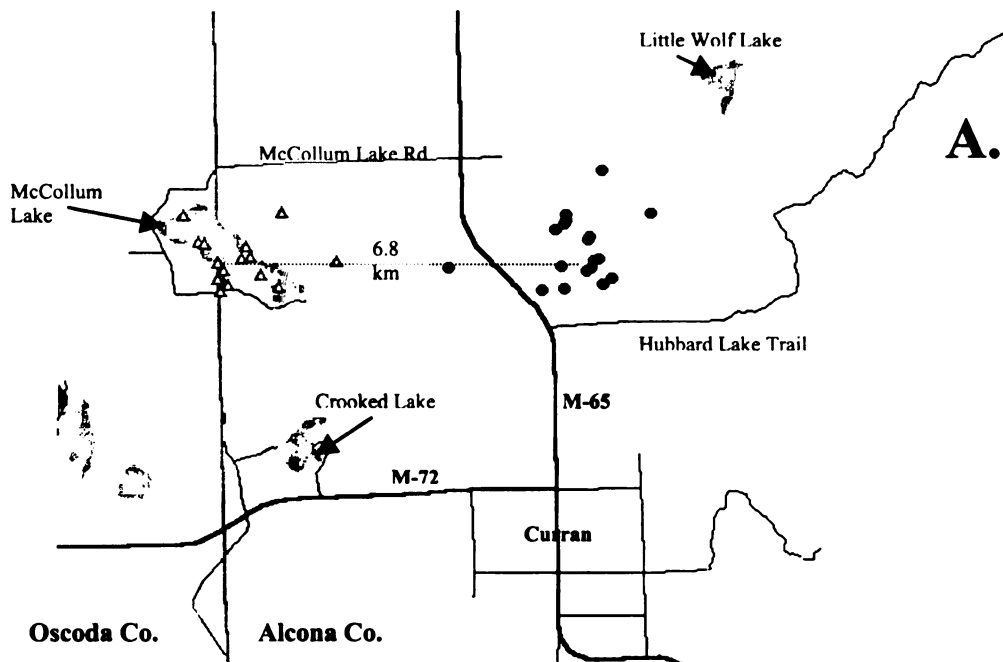 Little Wolf Lake
A.
McCollum Lake Rd
McCollum
Lake
6.8
km
Hubbard Lake Trail
Crooked Lake
M-65
M-72
Curran
Oscoda Co.
Alcona Co.